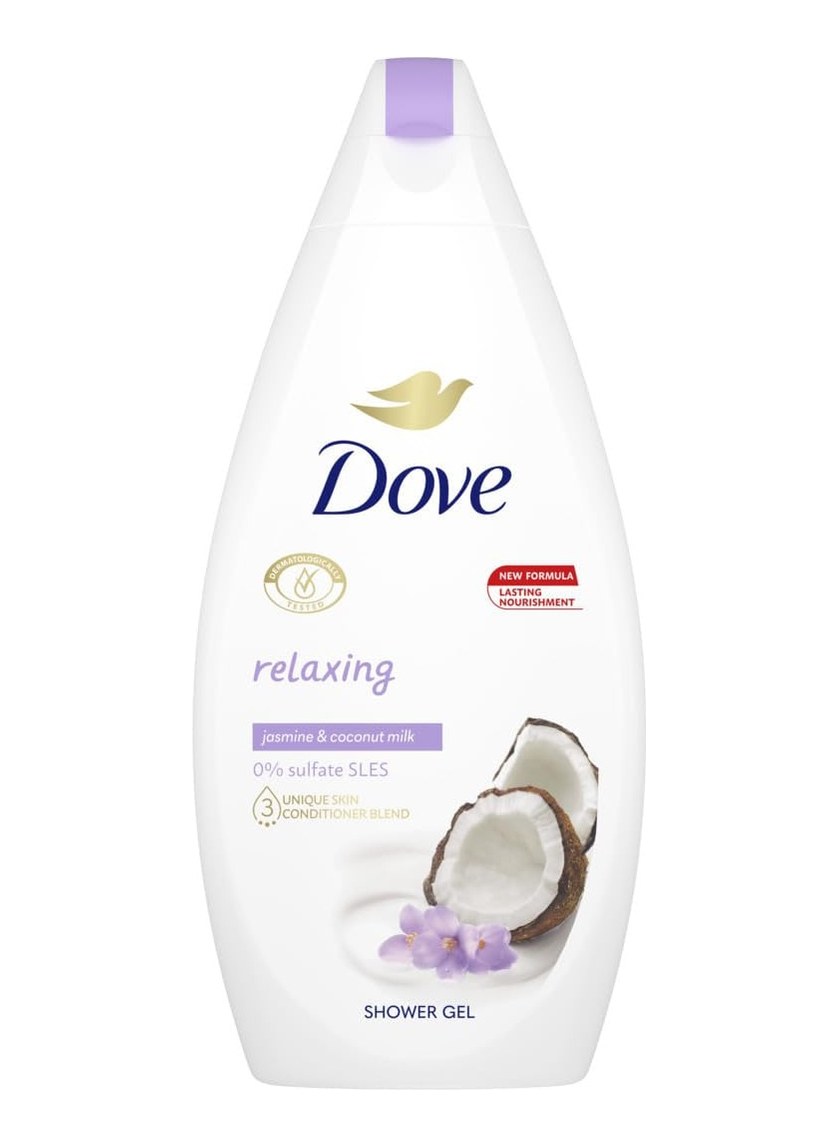 Dove
DERMATOLOGICALLY
TESTED
NEW FORMULA
LASTING
NOURISHMENT
relaxing
jasmine & coconut milk
0% sulfate SLES
3 UNIQUE SKIN
CONDITIONER BLEND
SHOWER GEL